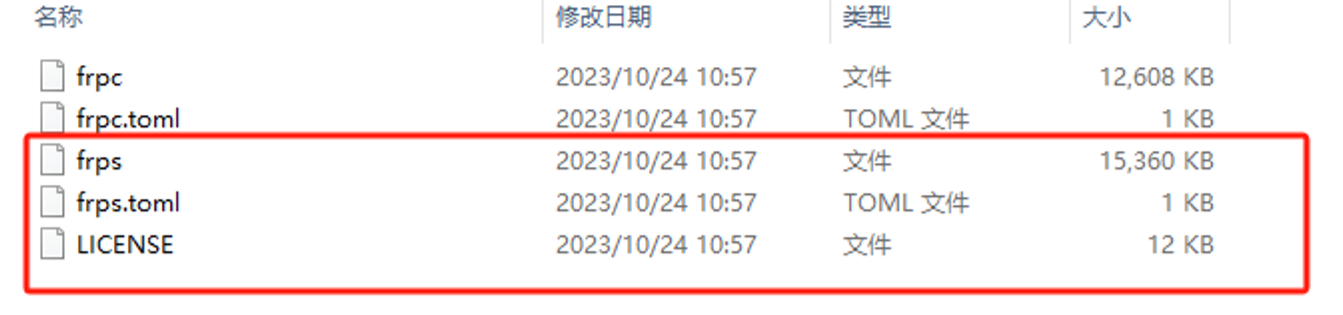 名称 修改日期 类型 大小
frpc 2023/10/24 10:57 文件 12,608 KB
frpc.toml 2023/10/24 10:57 TOML 文件 1 KB
frps 2023/10/24 10:57 文件 15,360 KB
frps.toml 2023/10/24 10:57 TOML 文件 1 KB
LICENSE 2023/10/24 10:57 文件 12 KB